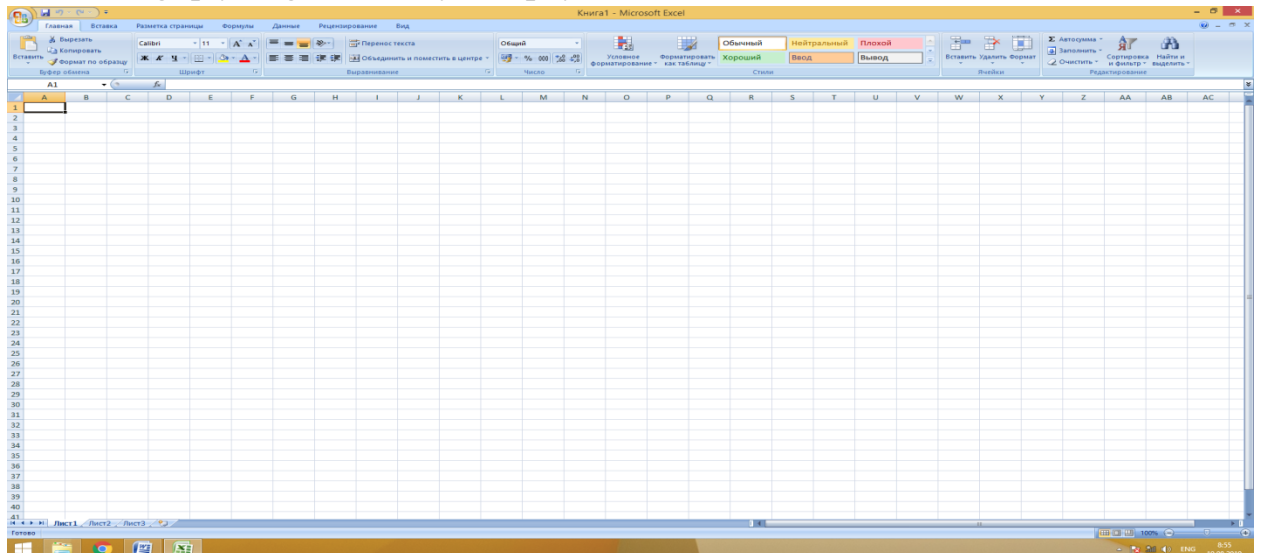 Книга1 - Microsoft Excel
Главная Вставка Разметка страницы Формулы Данные Рецензирование Вид
Вставить
Вырезать
Копировать
Формат по образцу
Буфер обмена
Calibri 11
Ж К Ч
Шрифт
Перенос текста
Объединить и поместить в центре
Выравнивание
Общий
% 000
Число
Условное форматирование
Форматировать как таблицу
Обычный Нейтральный Плохой
Хороший Ввод Вывод
Стили
Вставить Удалить Формат
Ячейки
Σ Автосумма
Заполнить
Очистить
Сортировка и фильтр
Найти и выделить
Редактирование
A1 fx
A B C D E F G H I J K L M N O P Q R S T U V W X Y Z AA AB AC
1
2
3
4
5
6
7
8
9
10
11
12
13
14
15
16
17
18
19
20
21
22
23
24
25
26
27
28
29
30
31
32
33
34
35
36
37
38
39
40
41
Лист1 Лист2 Лист3
Готово 100%
ENG 8:55